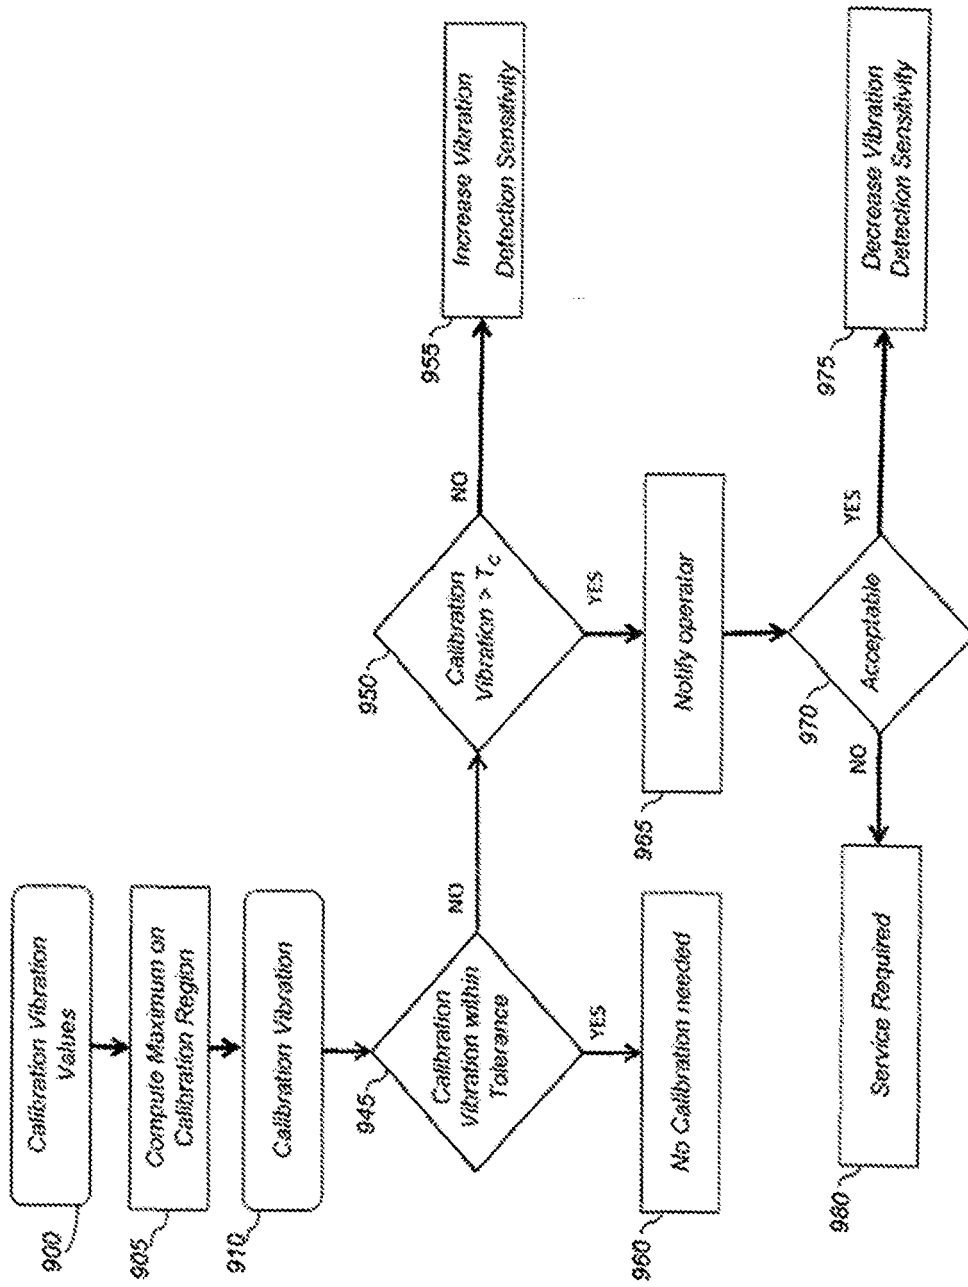 900
Calibration Vibration
Values
905
Compute Maximum on
Calibration Region
910
Calibration Vibration
945
Calibration
Vibration within
Tolerance
NO
YES
960
No Calibration needed
950
Calibration
Vibration > Tc
NO
YES
955
Increase Vibration
Detection Sensitivity
965
Notify operator
970
Acceptable
NO
YES
980
Service Required
975
Decrease Vibration
Detection Sensitivity